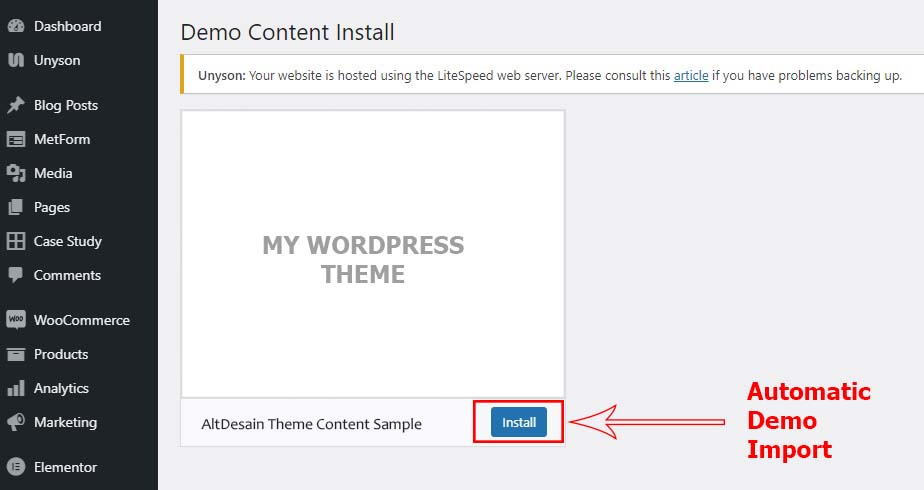 Dashboard
Unyson
Blog Posts
MetForm
Media
Pages
Case Study
Comments
WOO
WooCommerce
Products
Analytics
Marketing
Elementor
Demo Content Install
Unyson: Your website is hosted using the LiteSpeed web server. Please consult this article if you have problems backing up.
MY WORDPRESS
THEME
AltDesain Theme Content Sample
Install
Automatic
Demo
Import